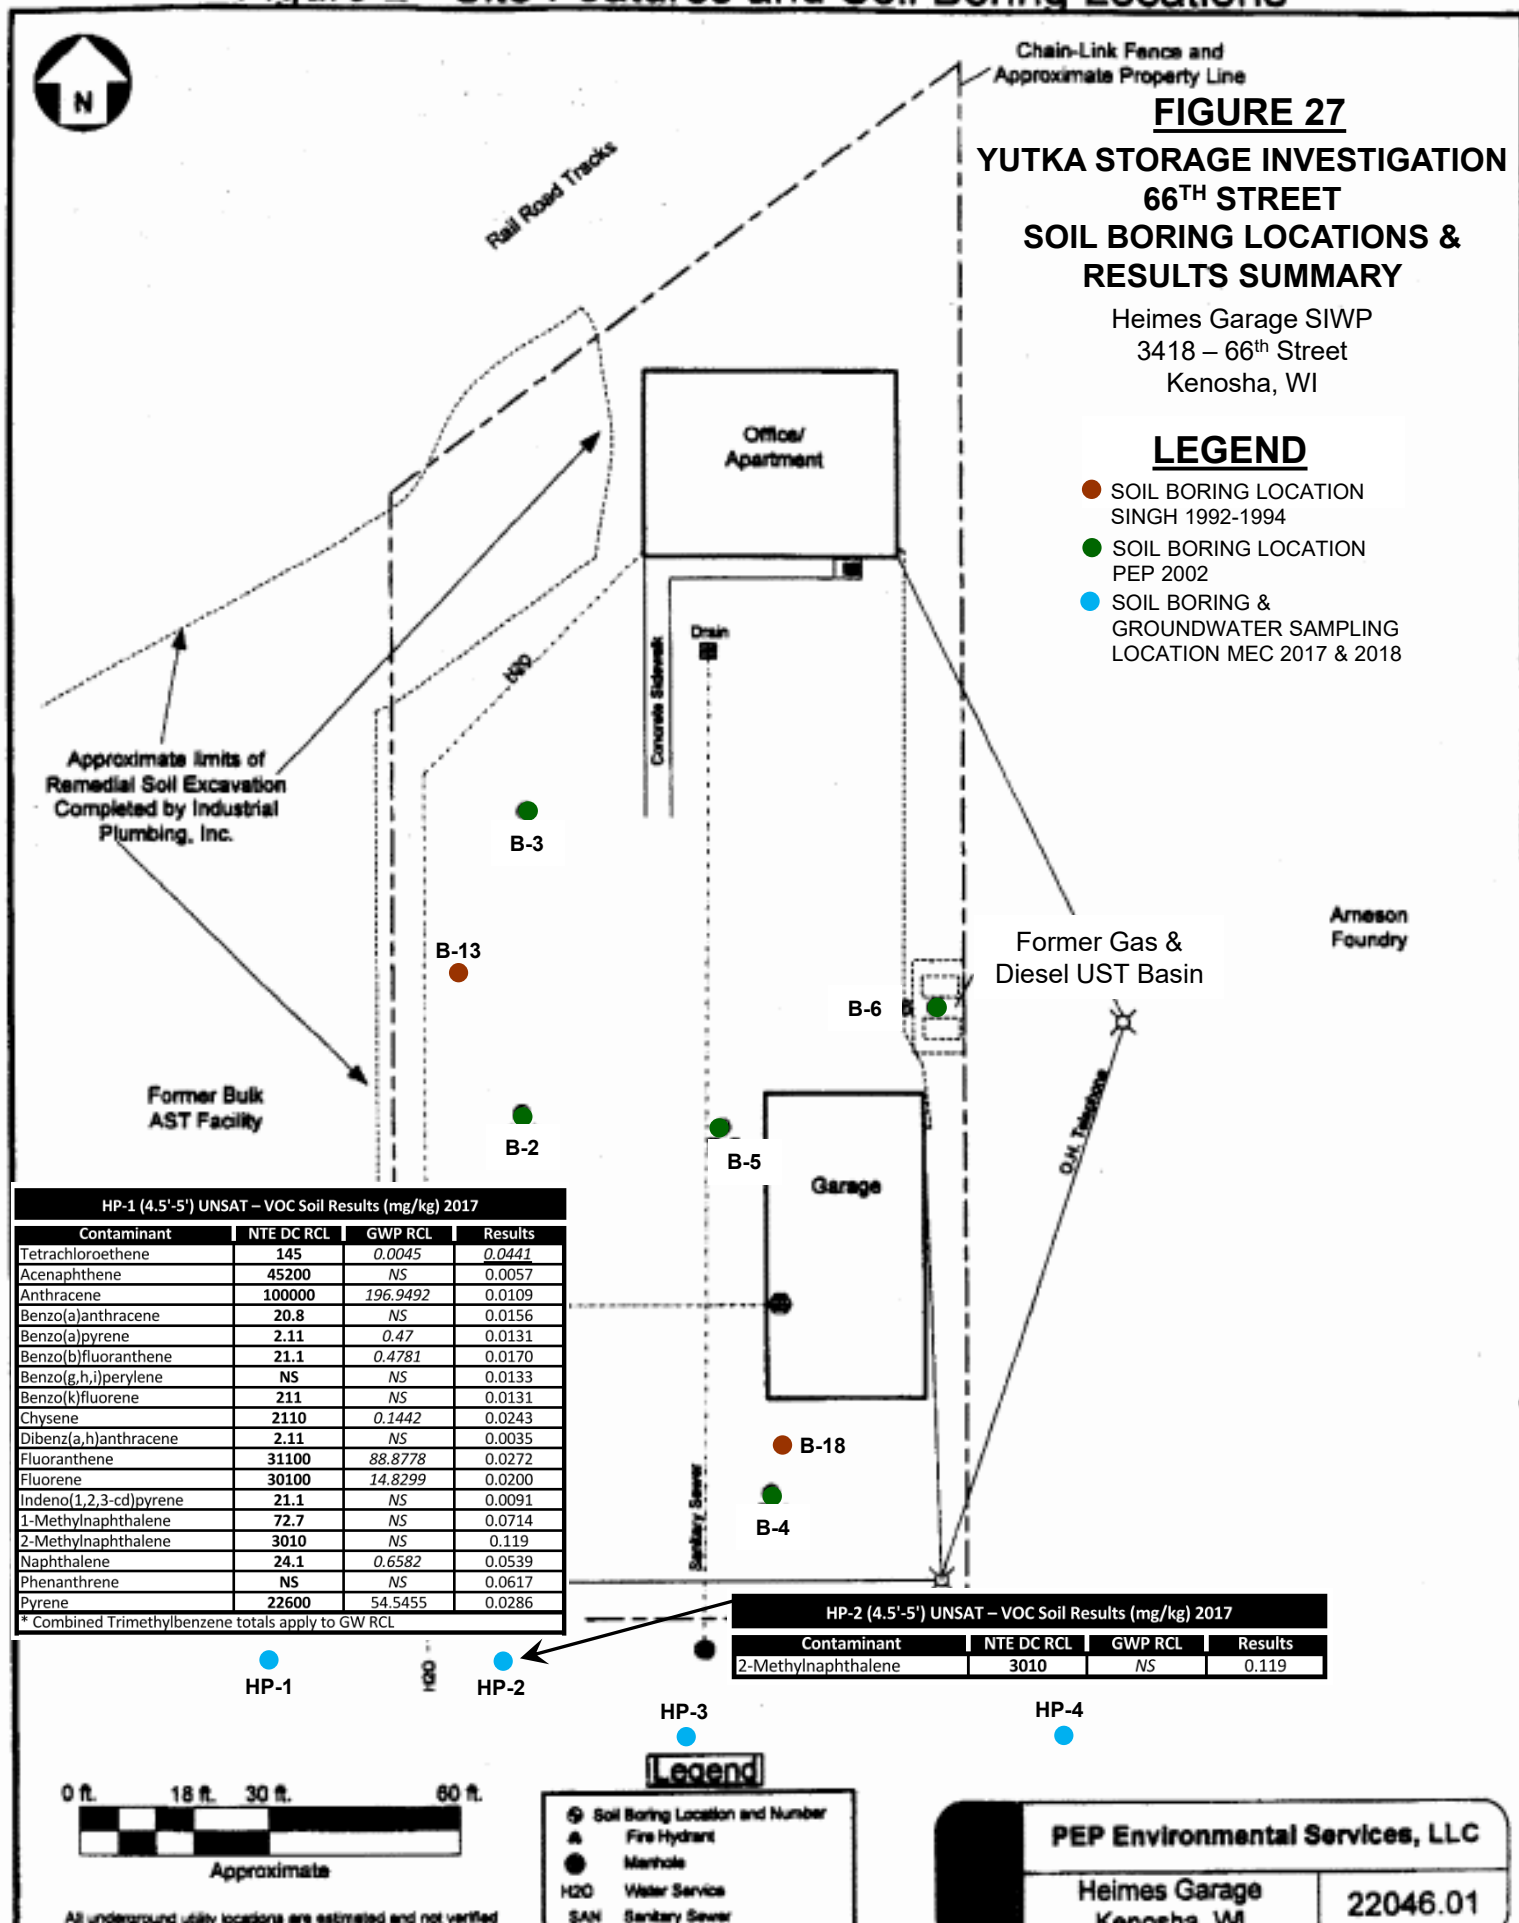 Figure 2 - Site Features and Soil Boring Locations
N
Chain-Link Fence and
Approximate Property Line
FIGURE 27
YUTKA STORAGE INVESTIGATION
66TH STREET
SOIL BORING LOCATIONS &
RESULTS SUMMARY
Heimes Garage SIWP
3418 – 66th Street
Kenosha, WI
LEGEND
SOIL BORING LOCATION
SINGH 1992-1994
SOIL BORING LOCATION
PEP 2002
SOIL BORING &
GROUNDWATER SAMPLING
LOCATION MEC 2017 & 2018
Rail Road Tracks
Office/
Apartment
Drain
H2O
Concrete Sidewalk
Approximate limits of
Remedial Soil Excavation
Completed by Industrial
Plumbing, Inc.
B-3
B-13
Former Gas &
Diesel UST Basin
B-6
Arneson
Foundry
Former Bulk
AST Facility
B-2
B-5
O.H. Telephone
Garage
HP-1 (4.5'-5') UNSAT – VOC Soil Results (mg/kg) 2017
Contaminant NTE DC RCL GWP RCL Results
Tetrachloroethene 145 0.0045 0.0441
Acenaphthene 45200 NS 0.0057
Anthracene 100000 196.9492 0.0109
Benzo(a)anthracene 20.8 NS 0.0156
Benzo(a)pyrene 2.11 0.47 0.0131
Benzo(b)fluoranthene 21.1 0.4781 0.0170
Benzo(g,h,i)perylene NS NS 0.0133
Benzo(k)fluorene 211 NS 0.0131
Chysene 2110 0.1442 0.0243
Dibenz(a,h)anthracene 2.11 NS 0.0035
Fluoranthene 31100 88.8778 0.0272
Fluorene 30100 14.8299 0.0200
Indeno(1,2,3-cd)pyrene 21.1 NS 0.0091
1-Methylnaphthalene 72.7 NS 0.0714
2-Methylnaphthalene 3010 NS 0.119
Naphthalene 24.1 0.6582 0.0539
Phenanthrene NS NS 0.0617
Pyrene 22600 54.5455 0.0286
* Combined Trimethylbenzene totals apply to GW RCL
B-18
B-4
Sanitary Sewer
HP-2 (4.5'-5') UNSAT – VOC Soil Results (mg/kg) 2017
Contaminant NTE DC RCL GWP RCL Results
2-Methylnaphthalene 3010 NS 0.119
HP-1
H2O
HP-2
HP-3
HP-4
0 ft. 18 ft. 30 ft. 60 ft.
Approximate
All underground utility locations are estimated and not verified
Legend
Soil Boring Location and Number
Fire Hydrant
Manhole
H2O Water Service
SAN Sanitary Sewer
PEP Environmental Services, LLC
Heimes Garage
Kenosha, WI
22046.01